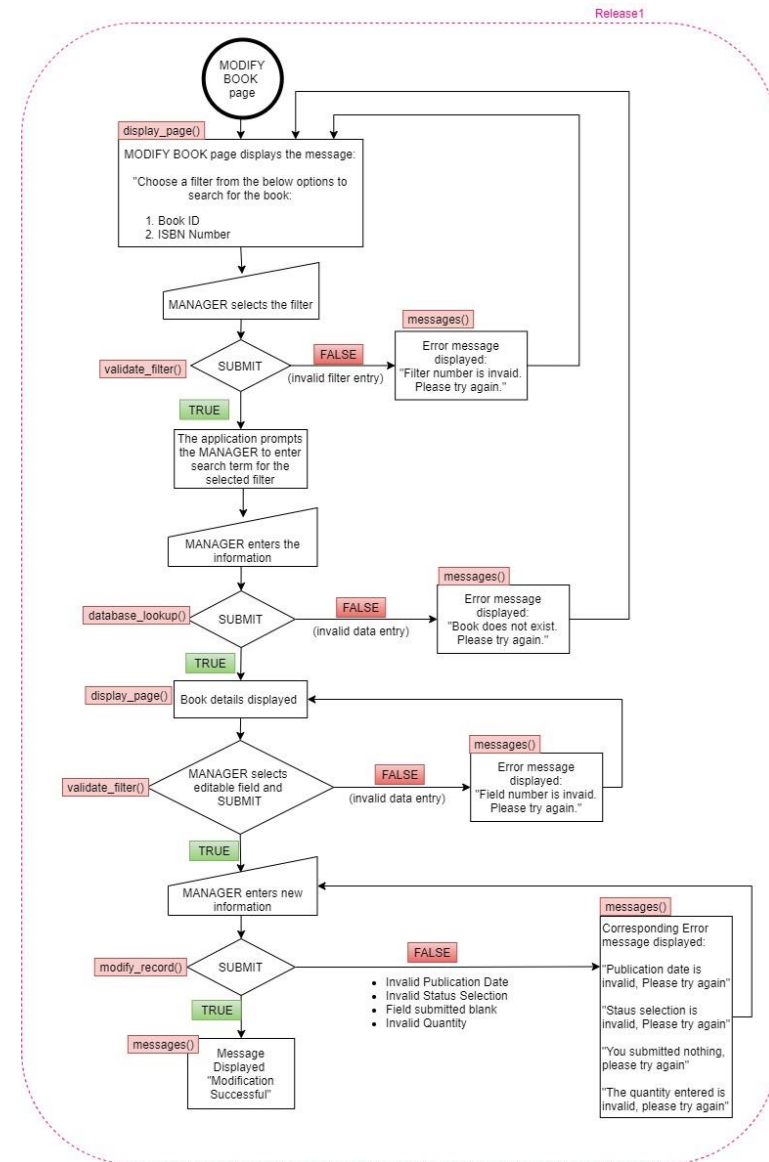 Release1
MODIFY
BOOK
page
display_page()
MODIFY BOOK page displays the message:
"Choose a filter from the below options to
search for the book:
1. Book ID
2. ISBN Number
MANAGER selects the filter
messages()
validate_filter()
SUBMIT
FALSE
(invalid filter entry)
Error message
displayed:
"Filter number is invaid.
Please try again."
TRUE
The application prompts
the MANAGER to enter
search term for the
selected filter
MANAGER enters the
information
messages()
database_lookup()
SUBMIT
FALSE
(invalid data entry)
Error message
displayed:
"Book does not exist.
Please try again."
TRUE
display_page()
Book details displayed
messages()
validate_filter()
MANAGER selects
editable field and
SUBMIT
FALSE
(invalid data entry)
Error message
displayed:
"Field number is invaid.
Please try again."
TRUE
MANAGER enters new
information
messages()
modify_record()
SUBMIT
FALSE
• Invalid Publication Date
• Invalid Status Selection
• Field submitted blank
• Invalid Quantity
Corresponding Error
message displayed:
"Publication date is
invalid, Please try again"
"Staus selection is
invalid, Please try again"
"You submitted nothing,
please try again"
"The quantity entered is
invalid, please try again"
TRUE
messages()
Message
Displayed
"Modification
Successful"